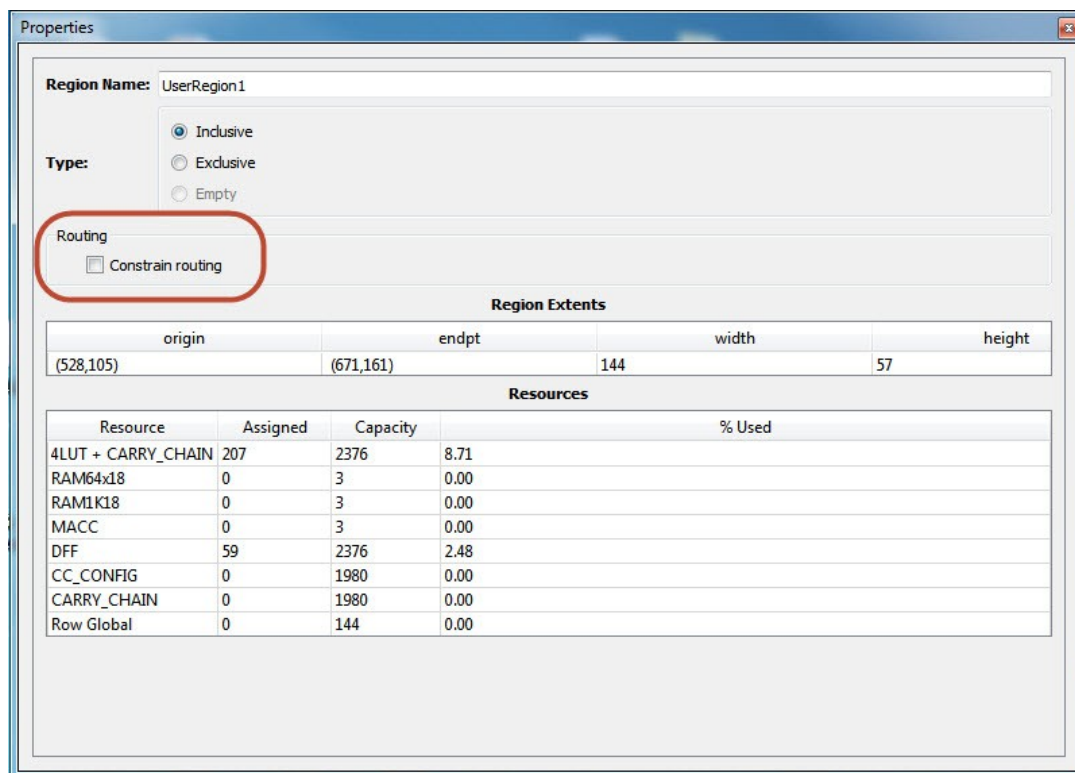 Properties
Region Name: UserRegion1
Type:
Inclusive
Exclusive
Empty
Routing
Constrain routing
Region Extents
origin endpt width height
(528,105) (671,161) 144 57
Resources
Resource Assigned Capacity % Used
4LUT + CARRY_CHAIN 207 2376 8.71
RAM64x18 0 3 0.00
RAM1K18 0 3 0.00
MACC 0 3 0.00
DFF 59 2376 2.48
CC_CONFIG 0 1980 0.00
CARRY_CHAIN 0 1980 0.00
Row Global 0 144 0.00